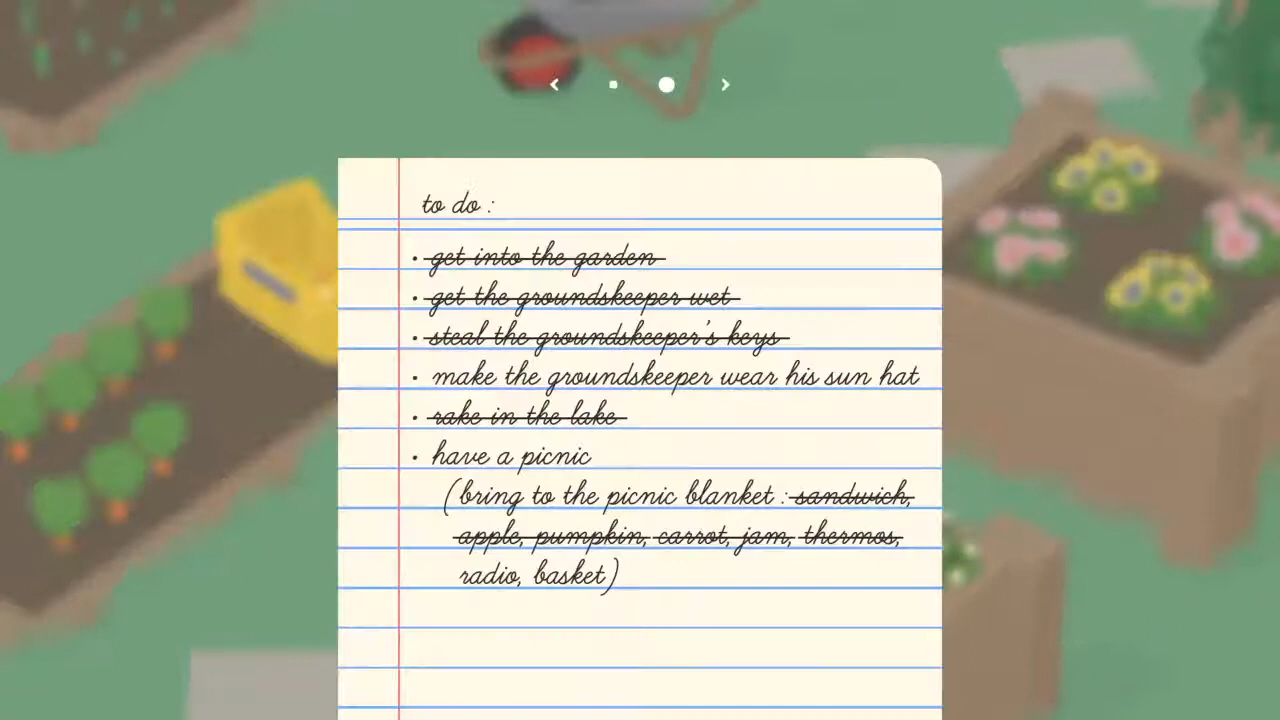 to do :
• get into the garden
• get the groundskeeper wet
• steal the groundskeeper's keys
• make the groundskeeper wear his sun hat
• rake in the lake
• have a picnic
(bring to the picnic blanket : sandwich,
apple, pumpkin, carrot, jam, thermos,
radio, basket)